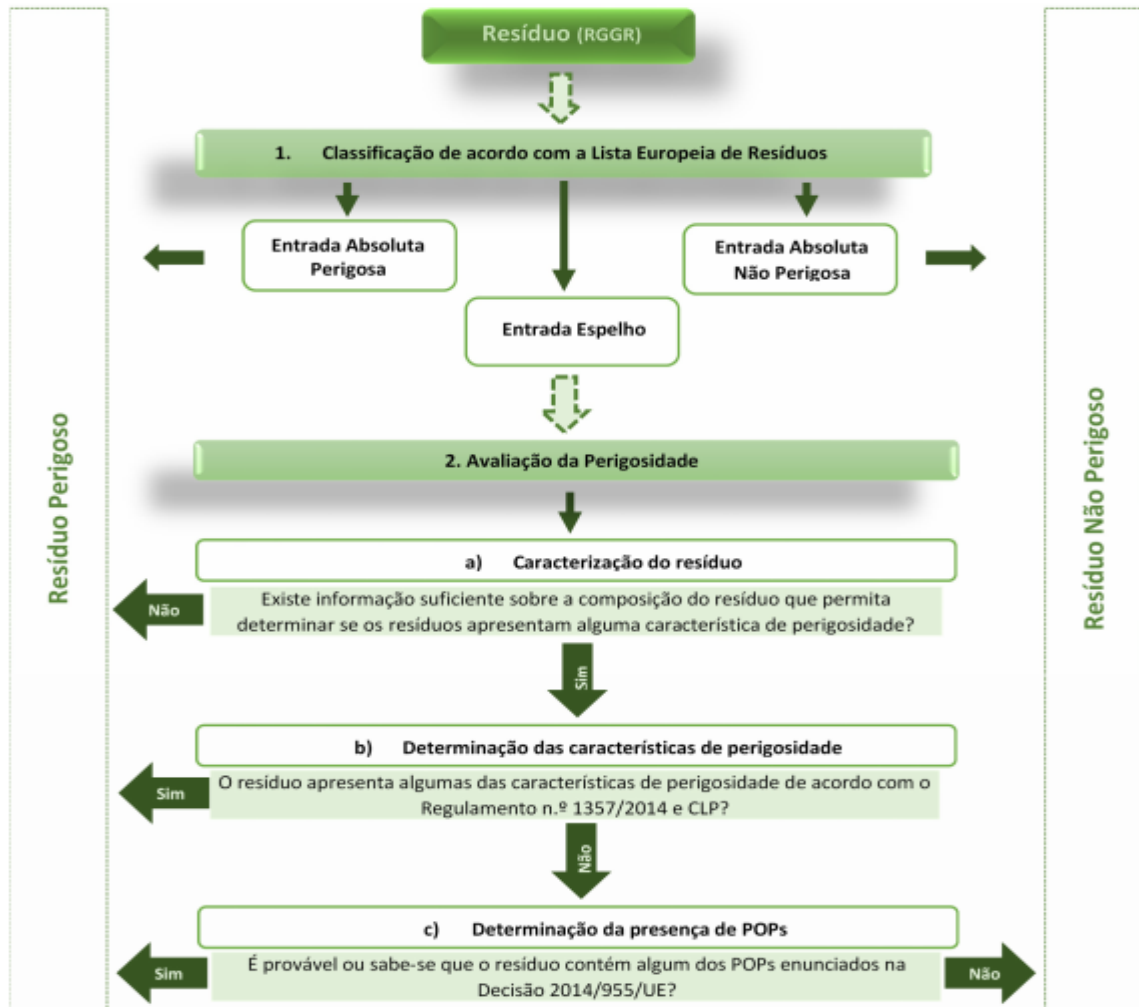 Resíduo (RGGR)
1. Classificação de acordo com a Lista Europeia de Resíduos
Entrada Absoluta
Perigosa
Entrada Absoluta
Não Perigosa
Entrada Espelho
2. Avaliação da Perigosidade
a) Caracterização do resíduo
Não
Existe informação suficiente sobre a composição do resíduo que permita
determinar se os resíduos apresentam alguma característica de perigosidade?
Sim
b) Determinação das características de perigosidade
Sim
O resíduo apresenta algumas das características de perigosidade de acordo com o
Regulamento n.º 1357/2014 e CLP?
Não
c) Determinação da presença de POPs
Sim
É provável ou sabe-se que o resíduo contém algum dos POPs enunciados na
Decisão 2014/955/UE?
Não
Resíduo Perigoso
Resíduo Não Perigoso